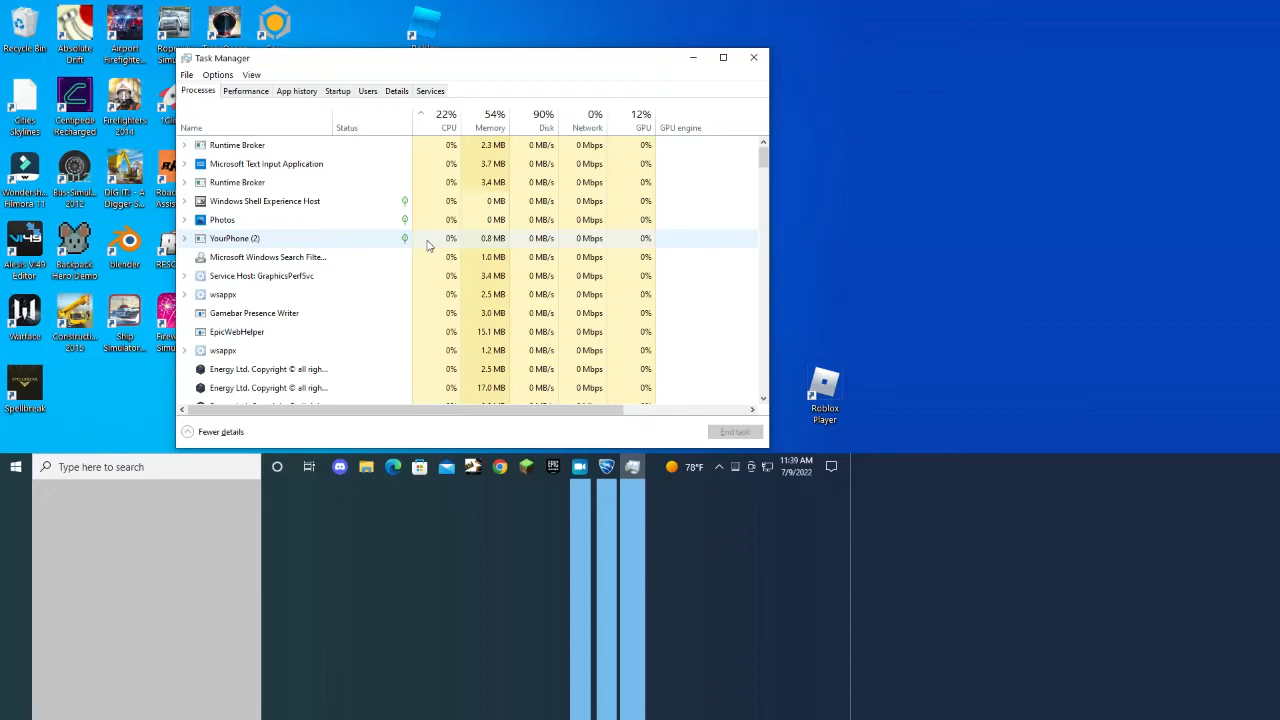 Recycle Bin
Absolute Drift
Airport Firefighte...
Cities Skylines
Centipede Recharged
Firefighters 2014
Wondersh... Filmora 11
Bus-Simul... 2012
DIG IT! - A Digger S...
Alesis VI49 Editor
Backpack Hero Demo
blender
Warface
Constructi... 2015
Ship Simulator...
Spellbreak
SPELLBREAK
Roblox Player
Task Manager
File Options View
Processes Performance App history Startup Users Details Services
22% 54% 90% 0% 12%
Name Status CPU Memory Disk Network GPU GPU engine
Runtime Broker 0% 2.3 MB 0 MB/s 0 Mbps 0%
Microsoft Text Input Application 0% 3.7 MB 0 MB/s 0 Mbps 0%
Runtime Broker 0% 3.4 MB 0 MB/s 0 Mbps 0%
Windows Shell Experience Host 0% 0 MB 0 MB/s 0 Mbps 0%
Photos 0% 0 MB 0 MB/s 0 Mbps 0%
YourPhone (2) 0% 0.8 MB 0 MB/s 0 Mbps 0%
Microsoft Windows Search Filte... 0% 1.0 MB 0 MB/s 0 Mbps 0%
Service Host: GraphicsPerfSvc 0% 3.4 MB 0 MB/s 0 Mbps 0%
wsappx 0% 2.5 MB 0 MB/s 0 Mbps 0%
Gamebar Presence Writer 0% 3.0 MB 0 MB/s 0 Mbps 0%
EpicWebHelper 0% 15.1 MB 0 MB/s 0 Mbps 0%
wsappx 0% 1.2 MB 0 MB/s 0 Mbps 0%
Energy Ltd. Copyright © all righ... 0% 2.5 MB 0 MB/s 0 Mbps 0%
Energy Ltd. Copyright © all righ... 0% 17.0 MB 0 MB/s 0 Mbps 0%
Fewer details
End task
Type here to search
78°F
11:39 AM
7/9/2022